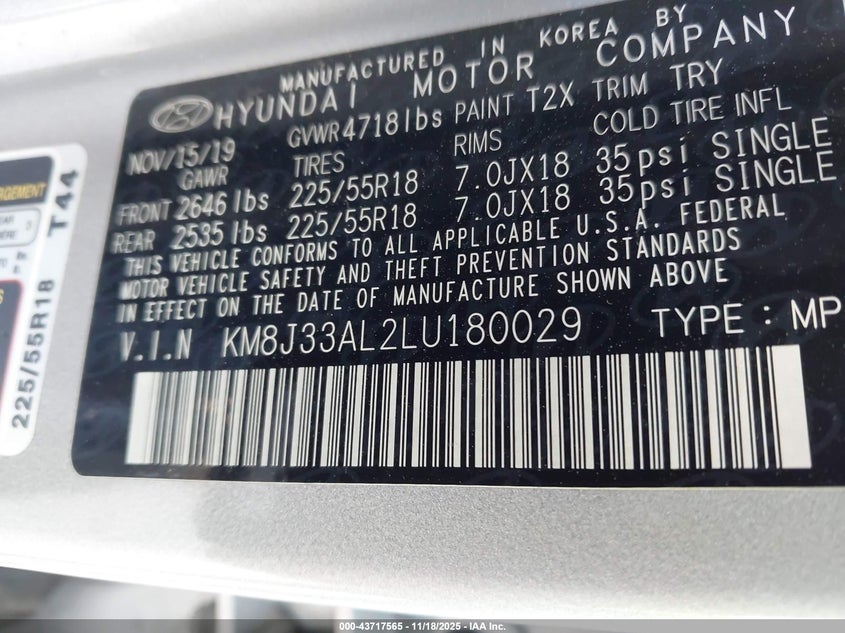 MANUFACTURED IN KOREA BY
HYUNDAI MOTOR COMPANY
NOV/15/19 GVWR 4718 lbs PAINT T2X TRIM TRY
GAWR TIRES RIMS COLD TIRE INFL
FRONT 2646 lbs 225/55R18 7.0JX18 35psi SINGLE
REAR 2535 lbs 225/55R18 7.0JX18 35psi SINGLE
THIS VEHICLE CONFORMS TO ALL APPLICABLE U.S.A. FEDERAL
MOTOR VEHICLE SAFETY AND THEFT PREVENTION STANDARDS
IN EFFECT ON THE DATE OF MANUFACTURE SHOWN ABOVE
V.I.N KM8J33AL2LU180029 TYPE : MP
225/55R18 T44
000-43717565 | 11/18/2025 - IAA Inc.